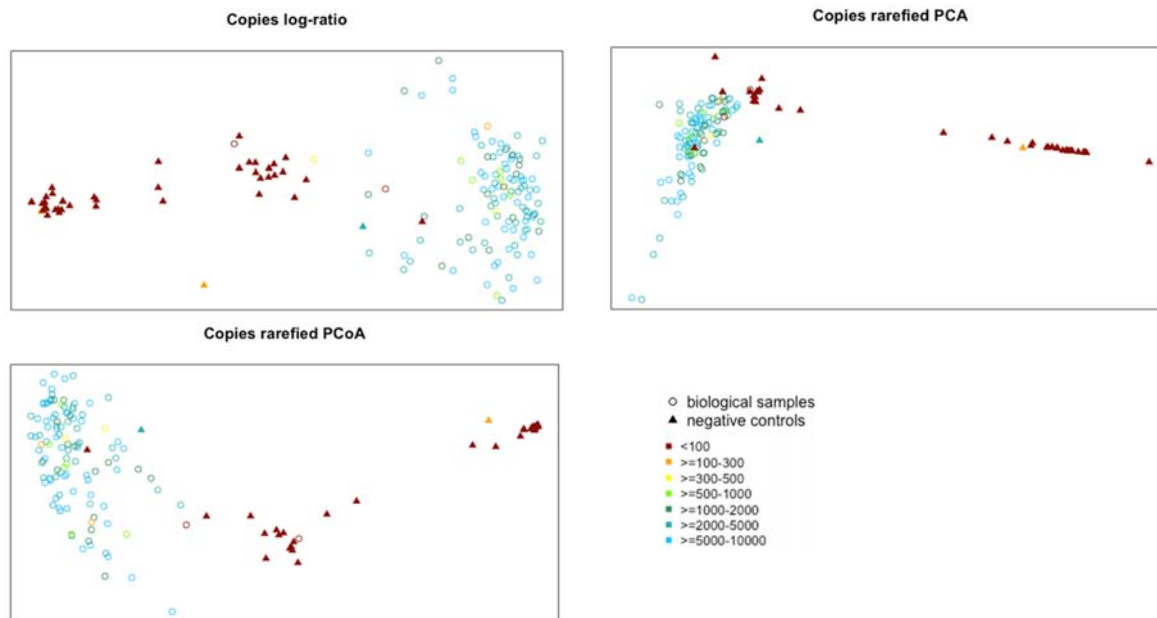 Copies log-ratio
Copies rarefied PCA
Copies rarefied PCoA
biological samples
negative controls
<100
>=100-300
>=300-500
>=500-1000
>=1000-2000
>=2000-5000
>=5000-10000